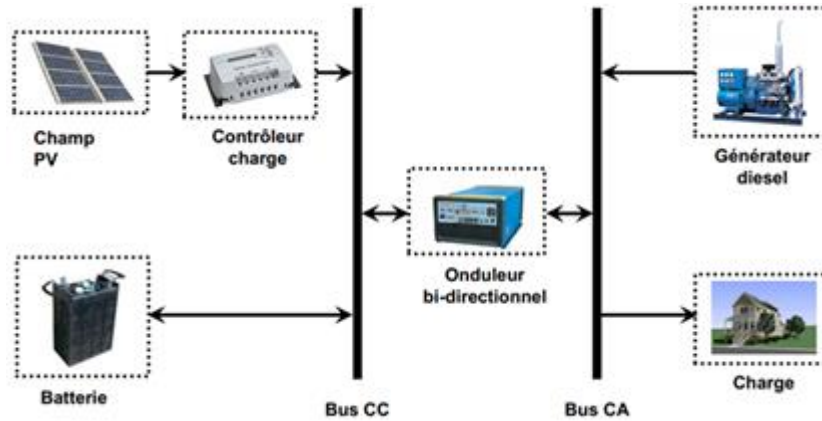 Champ
PV
Contrôleur
charge
Générateur
diesel
Onduleur
bi-directionnel
Batterie
Bus CC
Bus CA
Charge